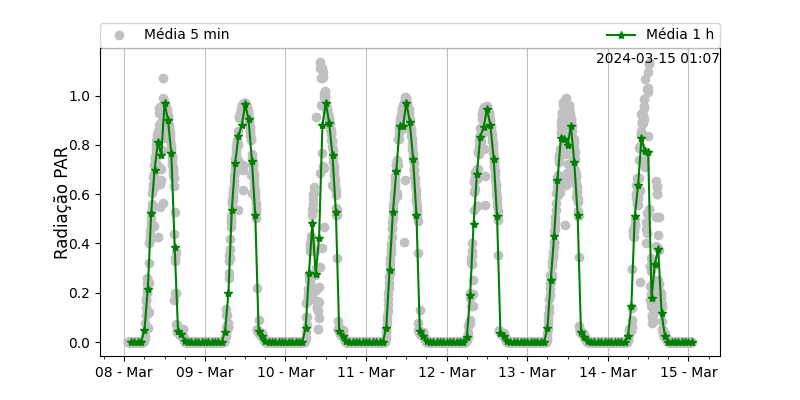 Média 5 min
Média 1 h
2024-03-15 01:07
Radiação PAR
1.0
0.8
0.6
0.4
0.2
0.0
08 - Mar
09 - Mar
10 - Mar
11 - Mar
12 - Mar
13 - Mar
14 - Mar
15 - Mar